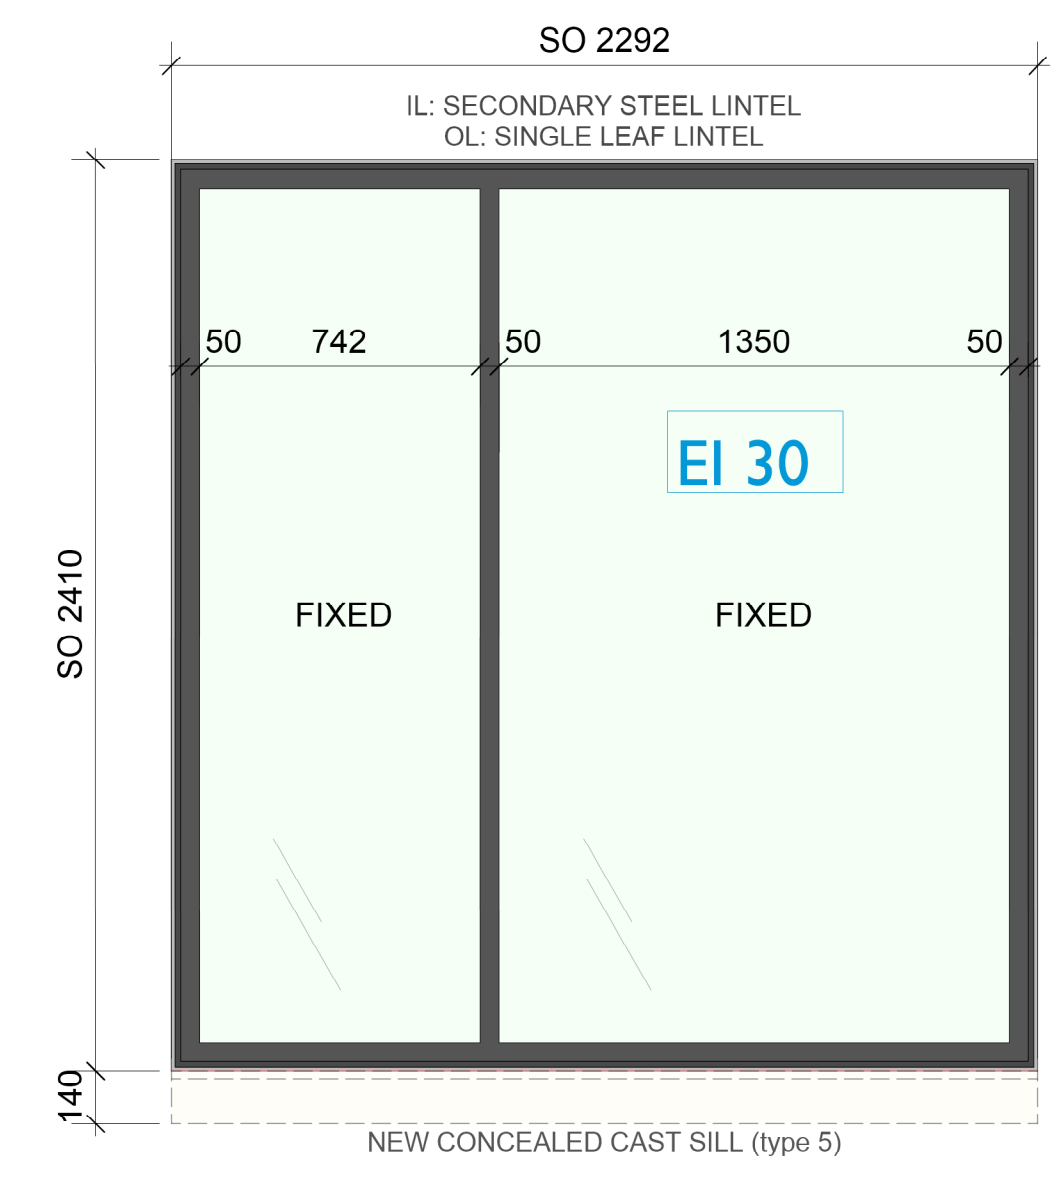 SO 2292
IL: SECONDARY STEEL LINTEL
OL: SINGLE LEAF LINTEL
50 742 50 1350 50
EI 30
SO 2410
FIXED FIXED
140
NEW CONCEALED CAST SILL (type 5)